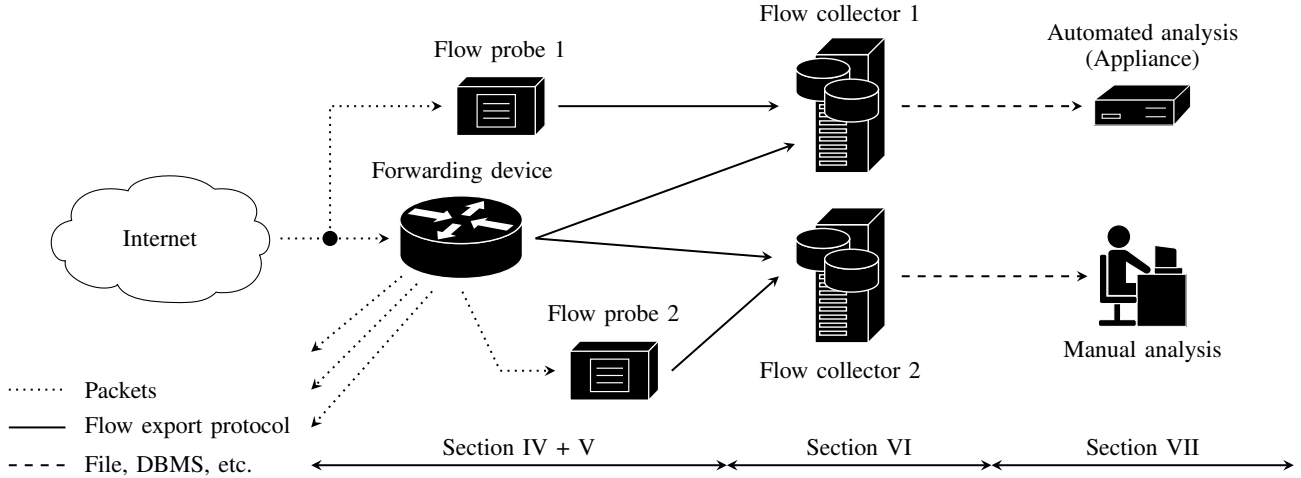 Flow collector 1
Flow probe 1
Automated analysis
(Appliance)
Forwarding device
Internet
Flow probe 2
Manual analysis
Flow collector 2
Packets
Flow export protocol
File, DBMS, etc.
Section IV + V
Section VI
Section VII